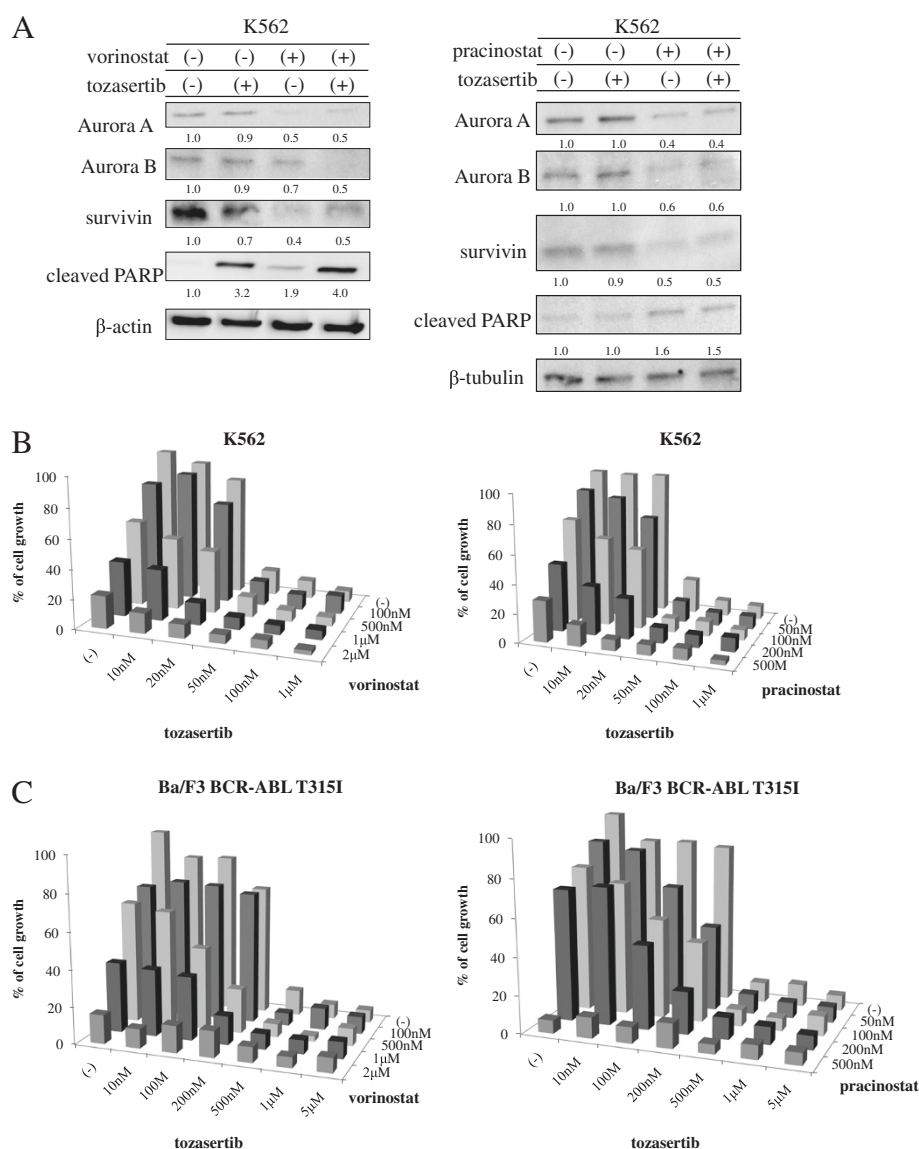 A
K562
vorinostat (-) (-) (+) (+)
tozasertib (-) (+) (-) (+)
Aurora A
1.0 0.9 0.5 0.5
Aurora B
1.0 0.9 0.7 0.5
survivin
1.0 0.7 0.4 0.5
cleaved PARP
1.0 3.2 1.9 4.0
β-actin
K562
pracinostat (-) (-) (+) (+)
tozasertib (-) (+) (-) (+)
Aurora A
1.0 1.0 0.4 0.4
Aurora B
1.0 1.0 0.6 0.6
survivin
1.0 0.9 0.5 0.5
cleaved PARP
1.0 1.0 1.6 1.5
β-tubulin
B
K562
% of cell growth
100
80
60
40
20
0
(-) 10nM 20nM 50nM 100nM 1μM
tozasertib
(-)
100nM
500nM
1μM
2μM
vorinostat
K562
% of cell growth
100
80
60
40
20
0
(-) 10nM 20nM 50nM 100nM 1μM
tozasertib
(-)
50nM
100nM
200nM
500M
pracinostat
C
Ba/F3 BCR-ABL T315I
% of cell growth
100
80
60
40
20
0
(-) 10nM 100M 200nM 500nM 1μM 5μM
tozasertib
(-)
100nM
500nM
1μM
2μM
vorinostat
Ba/F3 BCR-ABL T315I
% of cell growth
100
80
60
40
20
0
(-) 10nM 100M 200nM 500nM 1μM 5μM
tozasertib
(-)
50nM
100nM
200nM
500nM
pracinostat